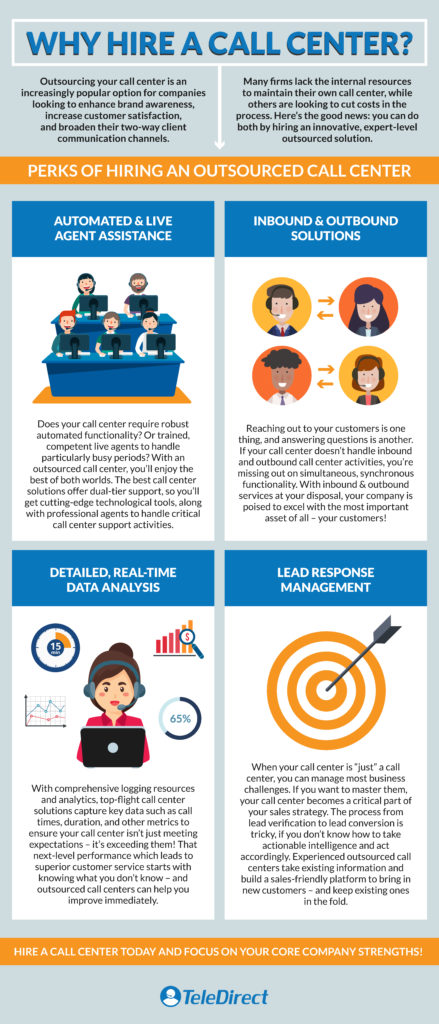 WHY HIRE A CALL CENTER?
Outsourcing your call center is an
increasingly popular option for companies
looking to enhance brand awareness,
increase customer satisfaction,
and broaden their two-way client
communication channels.
Many firms lack the internal resources
to maintain their own call center, while
others are looking to cut costs in the
process. Here's the good news: you can do
both by hiring an innovative, expert-level
outsourced solution.
PERKS OF HIRING AN OUTSOURCED CALL CENTER
AUTOMATED & LIVE
AGENT ASSISTANCE
Does your call center require robust
automated functionality? Or trained,
competent live agents to handle
particularly busy periods? With an
outsourced call center, you'll enjoy the
best of both worlds. The best call center
solutions offer dual-tier support, so you'll
get cutting-edge technological tools, along
with professional agents to handle critical
call center support activities.
INBOUND & OUTBOUND
SOLUTIONS
Reaching out to your customers is one
thing, and answering questions is another.
If your call center doesn't handle inbound
and outbound call center activities, you're
missing out on simultaneous, synchronous
functionality. With inbound & outbound
services at your disposal, your company is
poised to excel with the most important
asset of all – your customers!
DETAILED, REAL-TIME
DATA ANALYSIS
15
min
$
65%
With comprehensive logging resources
and analytics, top-flight call center
solutions capture key data such as call
times, duration, and other metrics to
ensure your call center isn't just meeting
expectations – it's exceeding them! That
next-level performance which leads to
superior customer service starts with
knowing what you don't know – and
outsourced call centers can help you
improve immediately.
LEAD RESPONSE
MANAGEMENT
When your call center is "just" a call
center, you can manage most business
challenges. If you want to master them,
your call center becomes a critical part of
your sales strategy. The process from
lead verification to lead conversion is
tricky, if you don't know how to take
actionable intelligence and act
accordingly. Experienced outsourced call
centers take existing information and
build a sales-friendly platform to bring in
new customers – and keep existing ones
in the fold.
HIRE A CALL CENTER TODAY AND FOCUS ON YOUR CORE COMPANY STRENGTHS!
TeleDirect